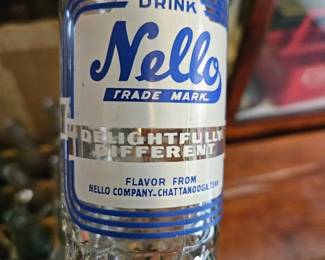 DRINK
Nello
TRADE MARK
DELIGHTFULLY
DIFFERENT
FLAVOR FROM
NELLO COMPANY-CHATTANOOGA, TENN